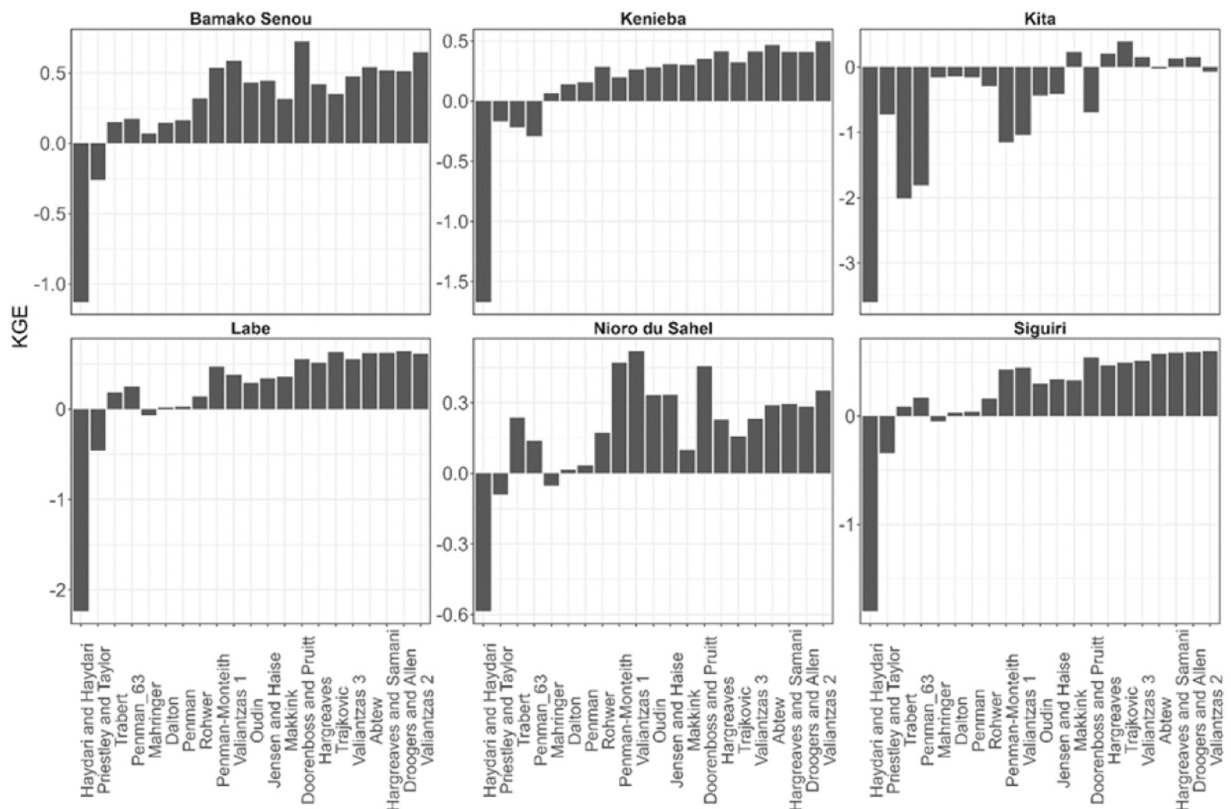 Bamako Senou
Kenieba
Kita
0.5
0.0
-0.5
-1.0
0.5
0.0
-0.5
-1.0
-1.5
0
-1
-2
-3
KGE
Labe
Nioro du Sahel
Siguiri
0
-1
-2
0.3
0.0
-0.3
-0.6
0
-1
Haydari and Haydari
Priestley and Taylor
Trabert
Penman_63
Mahringer
Dalton
Penman
Rohwer
Penman-Monteith
Valiantzas 1
Oudin
Jensen and Haise
Makkink
Doorenboss and Pruitt
Hargreaves
Trajkovic
Valiantzas 3
Abtew
Hargreaves and Samani
Droogers and Allen
Valiantzas 2
Haydari and Haydari
Priestley and Taylor
Trabert
Penman_63
Mahringer
Dalton
Penman
Rohwer
Penman-Monteith
Valiantzas 1
Oudin
Jensen and Haise
Makkink
Doorenboss and Pruitt
Hargreaves
Trajkovic
Valiantzas 3
Abtew
Hargreaves and Samani
Droogers and Allen
Valiantzas 2
Haydari and Haydari
Priestley and Taylor
Trabert
Penman_63
Mahringer
Dalton
Penman
Rohwer
Penman-Monteith
Valiantzas 1
Oudin
Jensen and Haise
Makkink
Doorenboss and Pruitt
Hargreaves
Trajkovic
Valiantzas 3
Abtew
Hargreaves and Samani
Droogers and Allen
Valiantzas 2